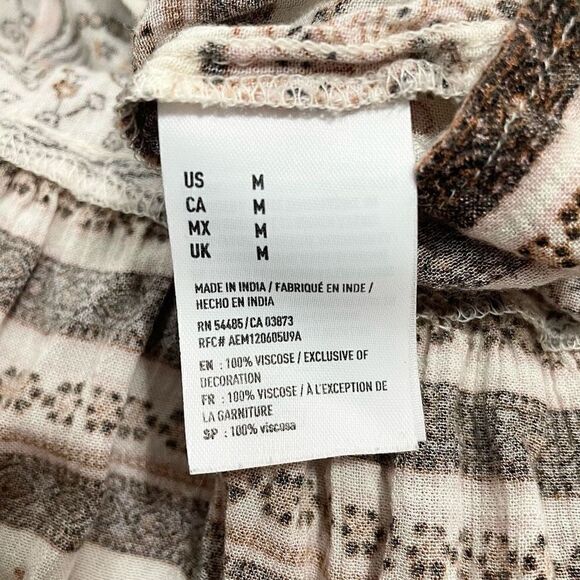 US M
CA M
MX M
UK M
MADE IN INDIA / FABRIQUÉ EN INDE /
HECHO EN INDIA
RN 54485/CA 03873
RFC# AEM120605U9A
EN : 100% VISCOSE / EXCLUSIVE OF
DECORATION
FR : 100% VISCOSE / À L'EXCEPTION DE
LA GARNITURE
SP : 100% viscosa